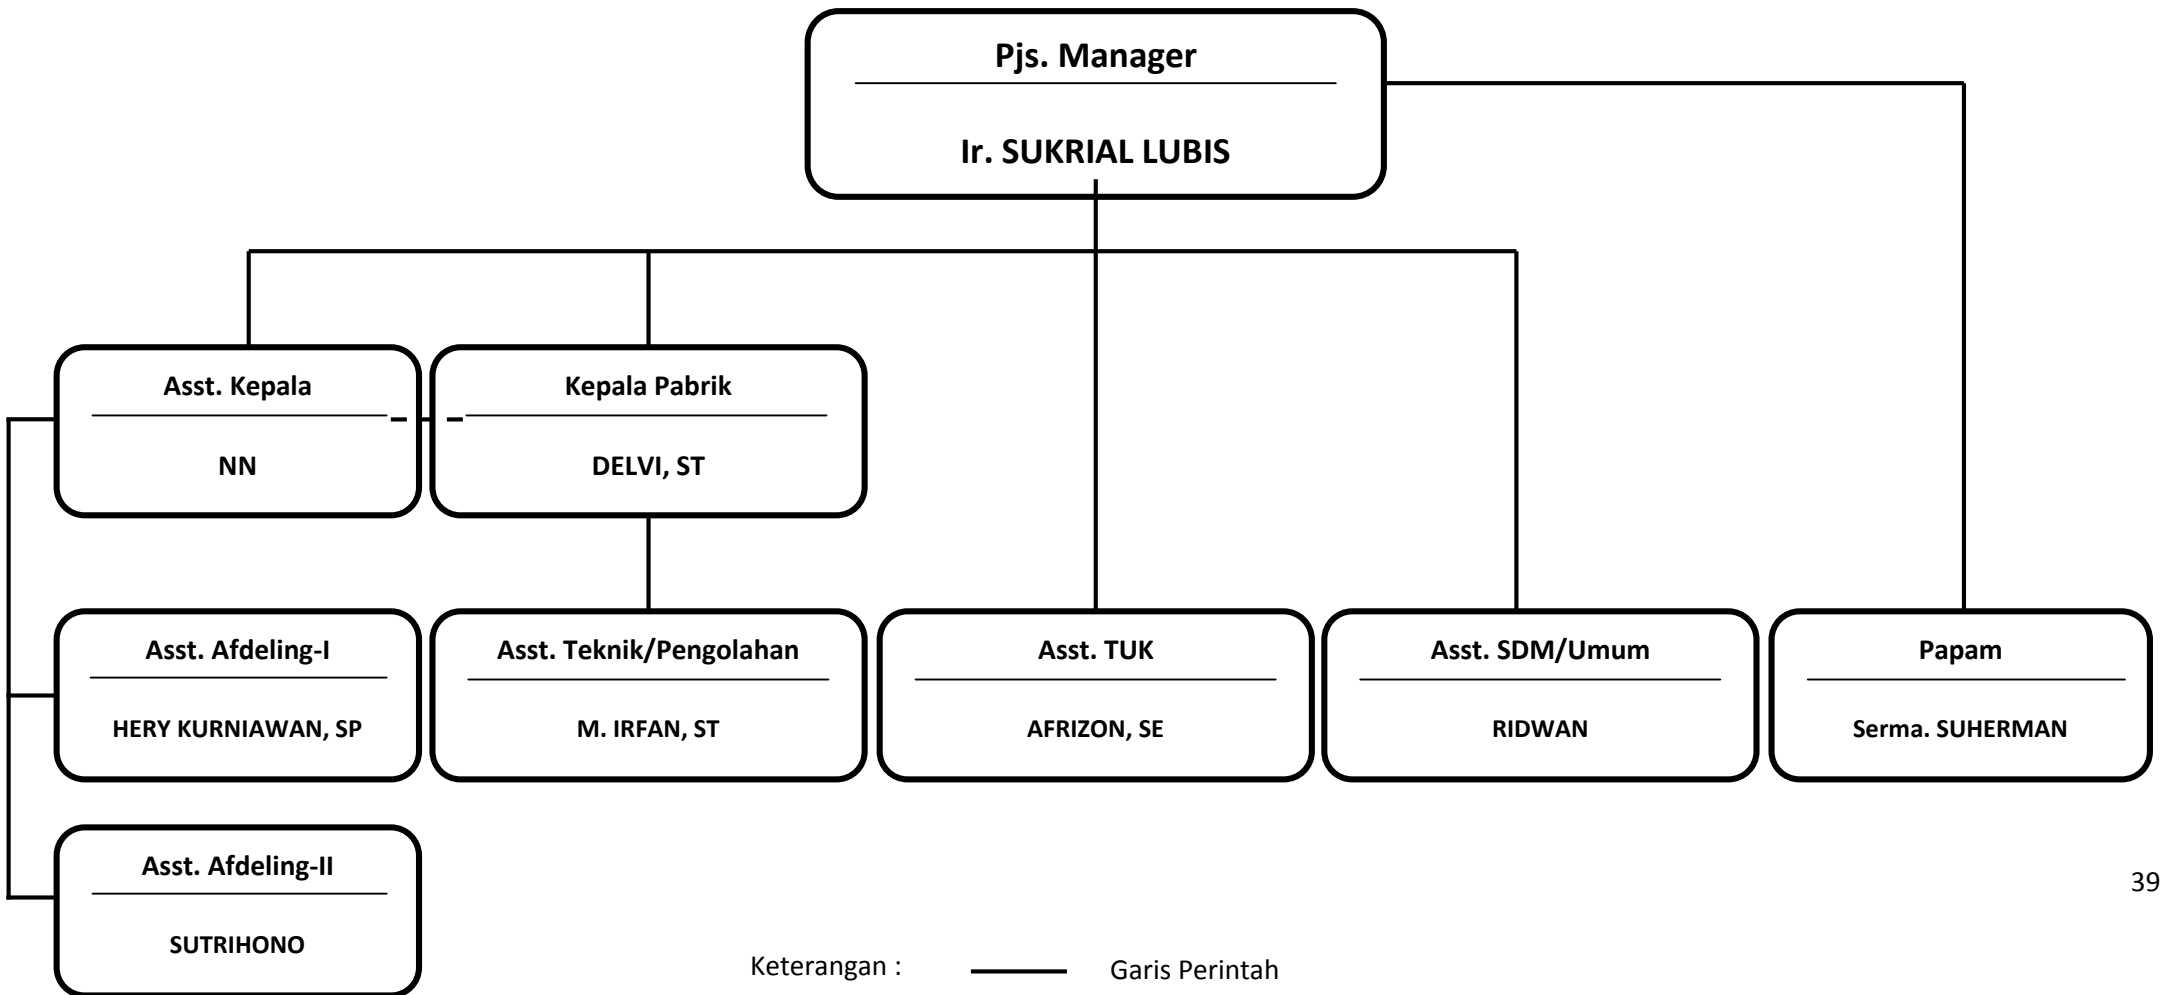 Pjs. Manager
Ir. SUKRIAL LUBIS
Asst. Kepala
NN
Kepala Pabrik
DELVI, ST
Asst. Afdeling-I
HERY KURNIAWAN, SP
Asst. Teknik/Pengolahan
M. IRFAN, ST
Asst. TUK
AFRIZON, SE
Asst. SDM/Umum
RIDWAN
Papam
Serma. SUHERMAN
Asst. Afdeling-II
SUTRIHONO
39
Keterangan : Garis Perintah